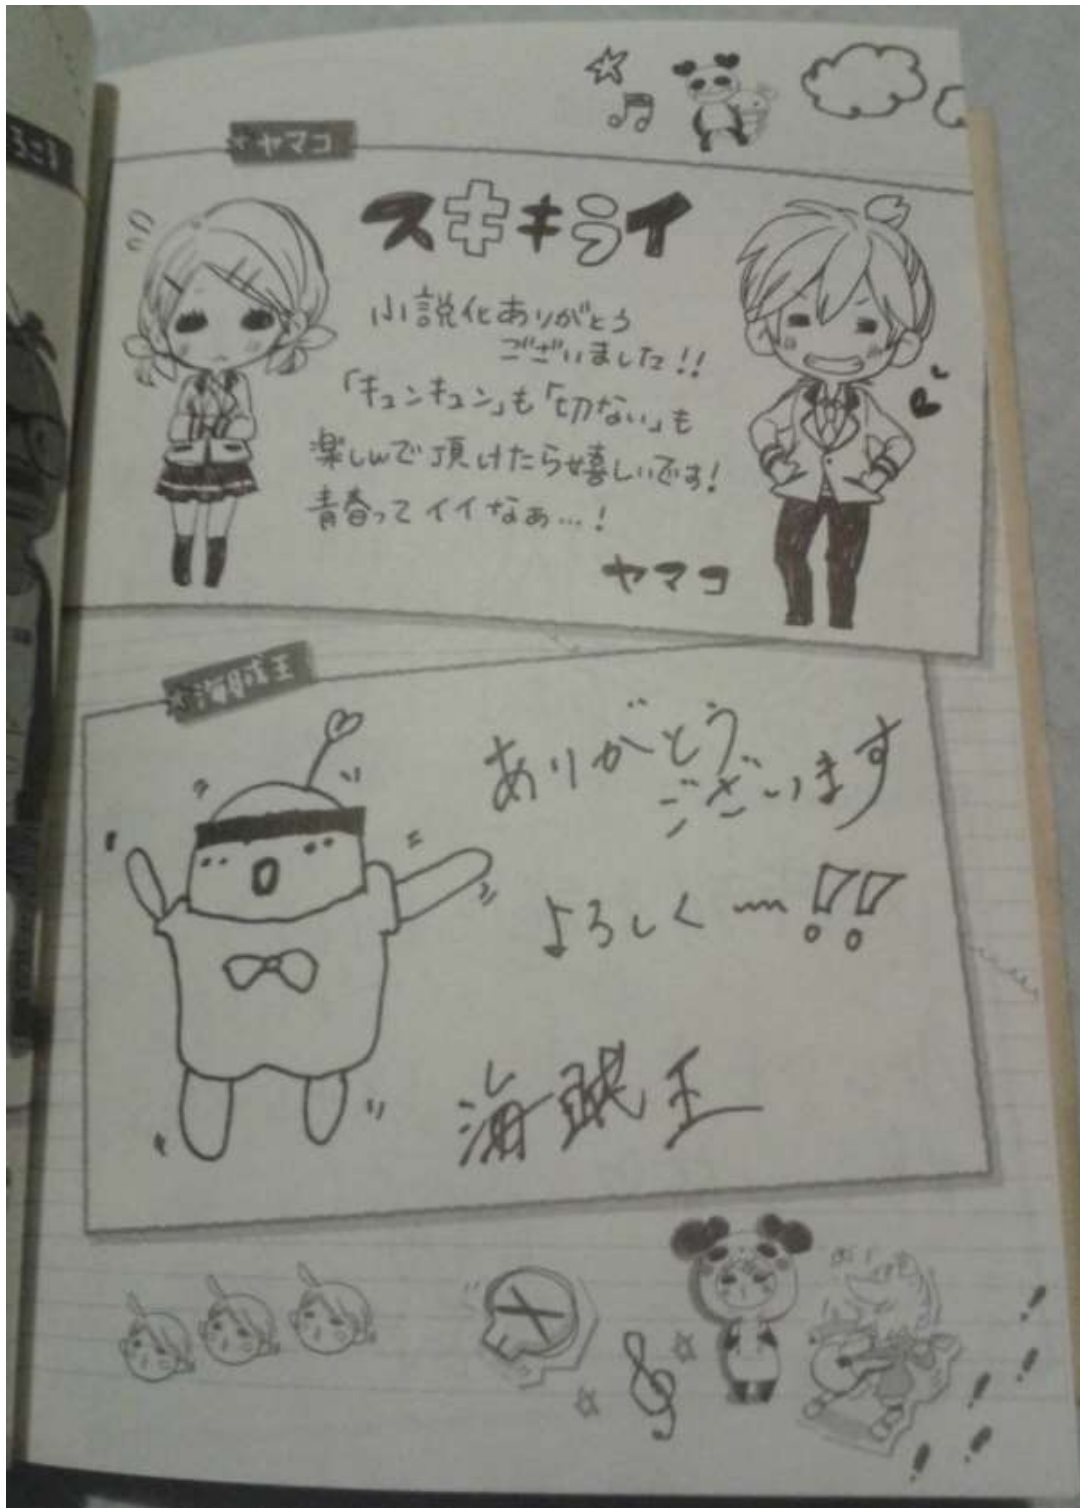 ヤマコ
スキキライ
小説化ありがとう
ございました!!
「キュンキュン」も「切ない」も
楽しんで頂けたら嬉しいです!
青春ってイイなぁ…!
ヤマコ
海賊王
ありがとう
ございます
よろしく〰!!
海賊王